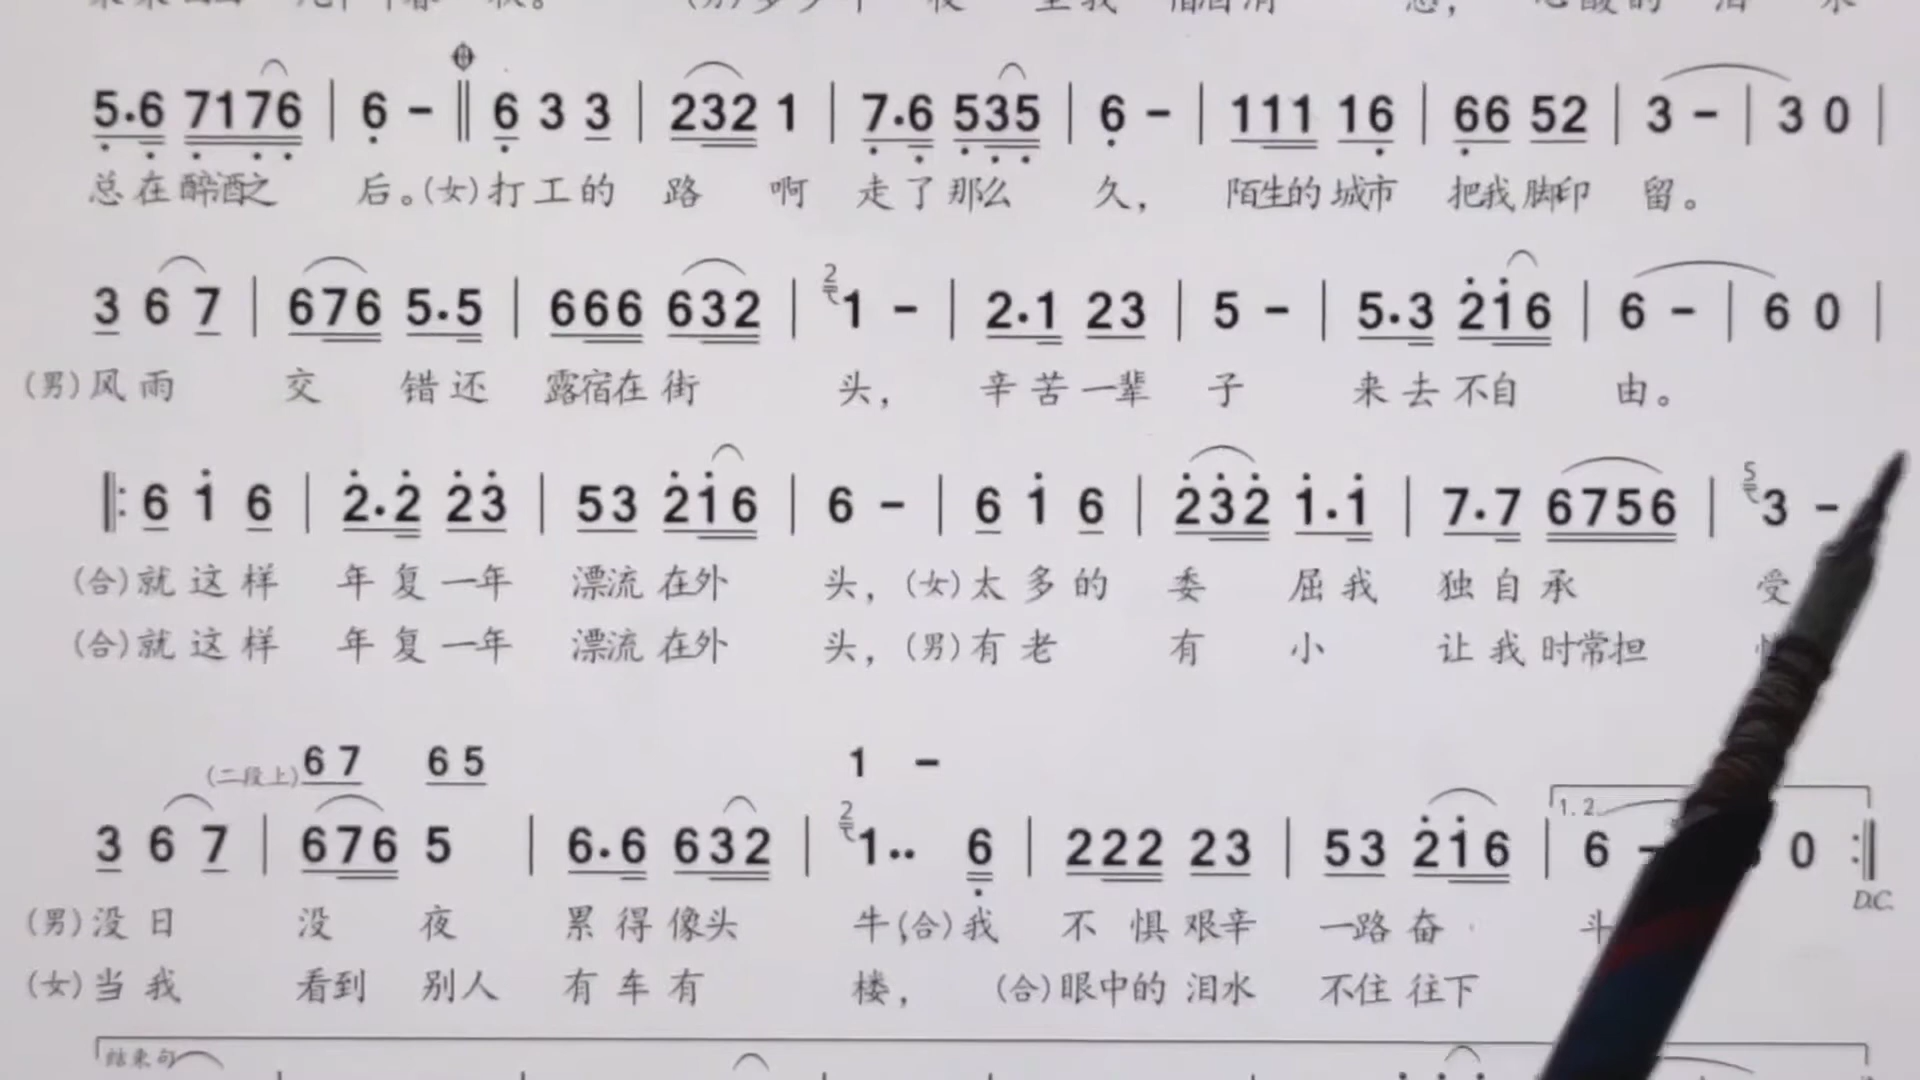 5.6 7176 | 6 - || 6 3 3 | 232 1 | 7.6 535 | 6 - | 111 16 | 66 52 | 3 - | 3 0 |
总在醉酒之 后。(女)打工的 路 啊 走了那么 久, 陌生的城市 把我脚印 留。
3 6 7 | 676 5.5 | 666 632 | 2 1 - | 2.1 23 | 5 - | 5.3 216 | 6 - | 6 0 |
(男)风雨 交 错还 露宿在街 头, 辛苦一辈 子 来去不自 由。
|: 6 1 6 | 2.2 23 | 53 216 | 6 - | 6 1 6 | 232 1.1 | 7.7 6756 | 5 3 -
(合)就这样 年复一年 漂流在外 头,(女)太多的 委 屈我 独自承 受
(合)就这样 年复一年 漂流在外 头,(男)有老 有 小 让我时常担
(二段上) 67 65 1 -
3 6 7 | 676 5 | 6.6 632 | 2 1.. 6 | 222 23 | 53 216 | 1.2. 6 - 0 :|
D.C.
(男)没日 没 夜 累得像头 牛,(合)我 不惧艰辛 一路奋 斗
(女)当我 看到 别人 有车有 楼, (合)眼中的泪水 不住往下
结束句